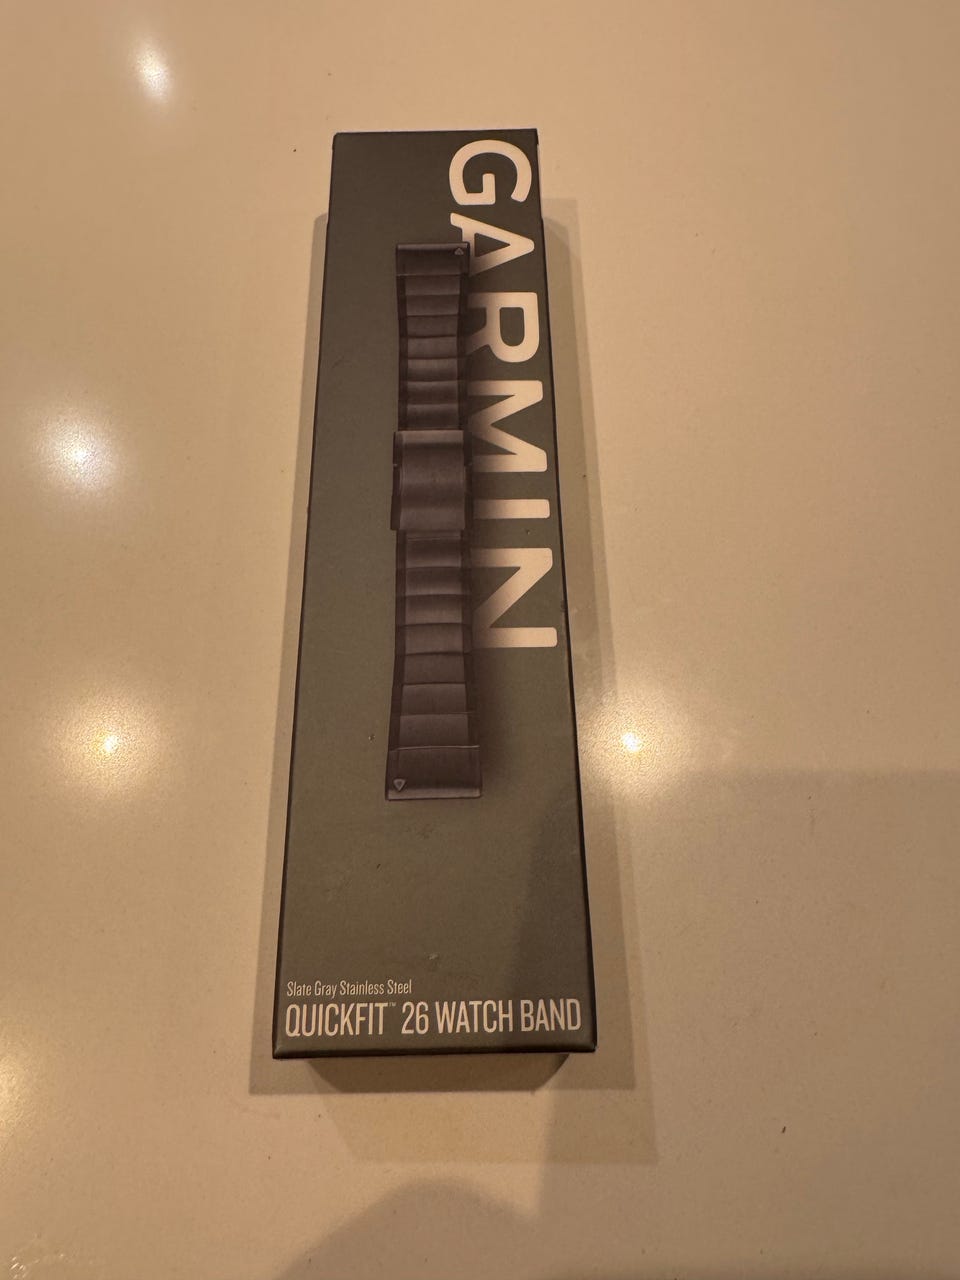 GARMIN
Slate Gray Stainless Steel
QUICKFIT™ 26 WATCH BAND